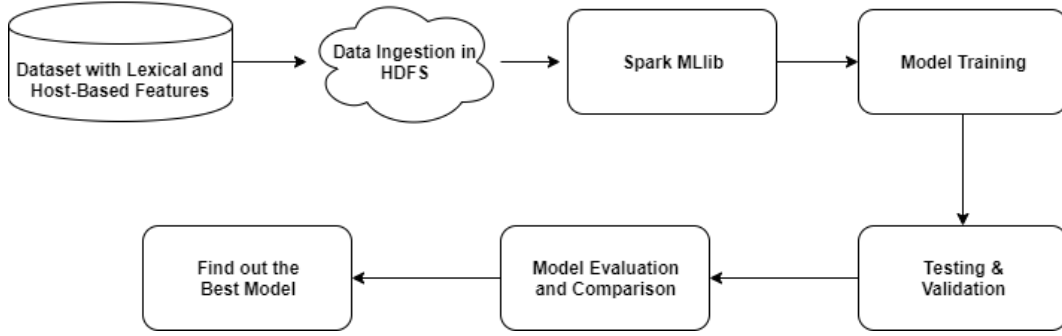 Dataset with Lexical and
Host-Based Features
Data Ingestion in
HDFS
Spark MLlib
Model Training
Testing &
Validation
Model Evaluation
and Comparison
Find out the
Best Model